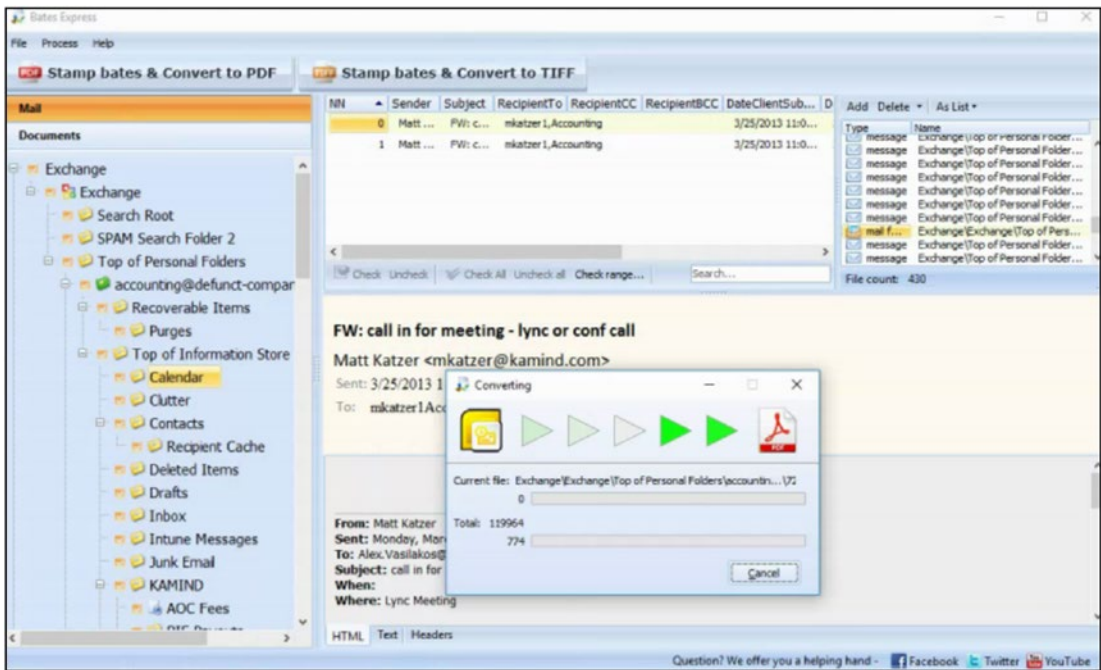 Bates Express
File Process Help
PDF Stamp bates & Convert to PDF
TIFF Stamp bates & Convert to TIFF
Mail
Documents
Exchange
Exchange
Search Root
SPAM Search Folder 2
Top of Personal Folders
accounting@defunct-compar
Recoverable Items
Purges
Top of Information Store
Calendar
Clutter
Contacts
Recipient Cache
Deleted Items
Drafts
Inbox
Intune Messages
Junk Email
KAMIND
AOC Fees
NN Sender Subject RecipientTo RecipientCC RecipientBCC DateClientSub... D
0 Matt ... FW: c... mkatzer1,Accounting 3/25/2013 11:0...
1 Matt ... FW: c... mkatzer1,Accounting 3/25/2013 11:0...
Check Uncheck Check All Uncheck all Check range... Search...
Add Delete As List
Type Name
message Exchange\Top of Personal Folder...
message Exchange\Top of Personal Folder...
message Exchange\Top of Personal Folder...
message Exchange\Top of Personal Folder...
message Exchange\Top of Personal Folder...
message Exchange\Top of Personal Folder...
message Exchange\Top of Personal Folder...
mail f... Exchange\Exchange\Top of Pers...
message Exchange\Top of Personal Folder...
message Exchange\Top of Personal Folder...
File count: 430
FW: call in for meeting - lync or conf call
Matt Katzer <mkatzer@kamind.com>
Sent: 3/25/2013 1
To: mkatzer1Acc
From: Matt Katzer
Sent: Monday, Mar
To: Alex.Vasilakos@
Subject: call in for
When:
Where: Lync Meeting
Converting
PDF
Current file: Exchange\Exchange\Top of Personal Folders\accountin... \72
0
Total: 119964
774
Cancel
HTML Text Headers
Question? We offer you a helping hand - Facebook Twitter YouTube